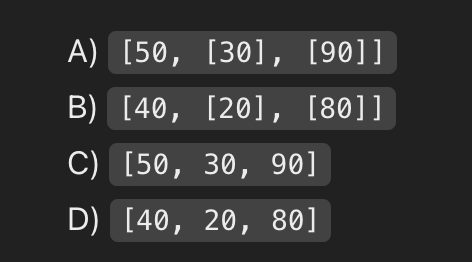 A) [50, [30], [90]]
B) [40, [20], [80]]
C) [50, 30, 90]
D) [40, 20, 80]